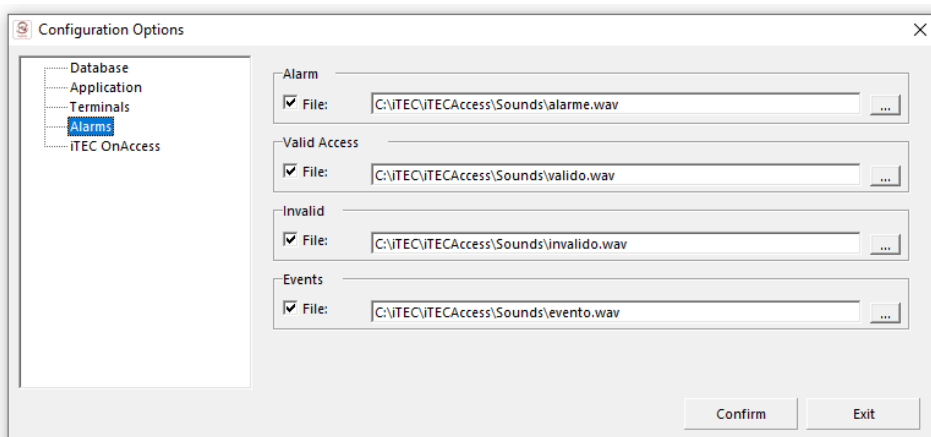 Configuration Options
Database
Application
Terminals
Alarms
iTEC OnAccess
Alarm
File: C:\iTEC\iTECAccess\Sounds\alarme.wav ...
Valid Access
File: C:\iTEC\iTECAccess\Sounds\valido.wav ...
Invalid
File: C:\iTEC\iTECAccess\Sounds\invalido.wav ...
Events
File: C:\iTEC\iTECAccess\Sounds\evento.wav ...
Confirm Exit